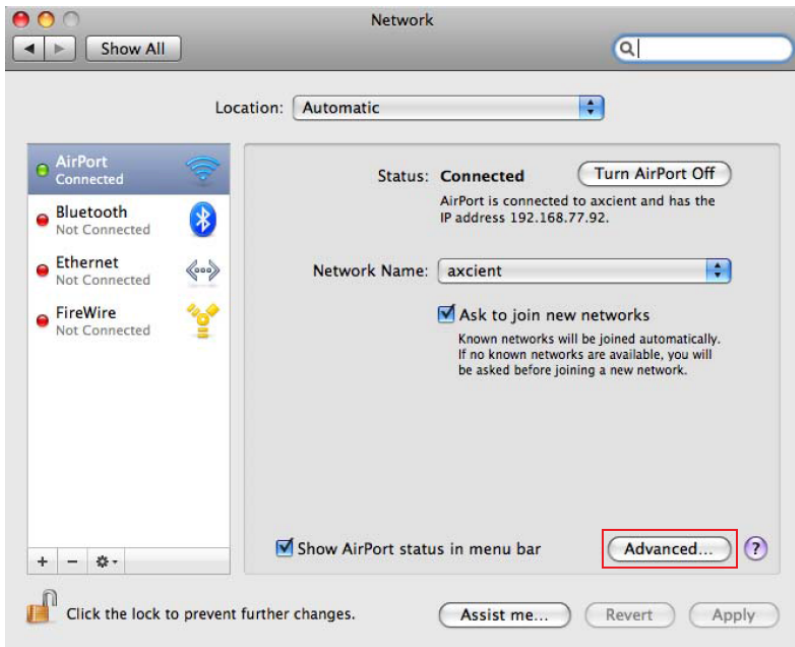 Network
Show All
Location: Automatic
AirPort
Connected
Bluetooth
Not Connected
Ethernet
Not Connected
FireWire
Not Connected
Status: Connected
Turn AirPort Off
AirPort is connected to axcient and has the
IP address 192.168.77.92.
Network Name: axcient
Ask to join new networks
Known networks will be joined automatically.
If no known networks are available, you will
be asked before joining a new network.
Show AirPort status in menu bar
Advanced...
?
+ −
Click the lock to prevent further changes.
Assist me...
Revert
Apply